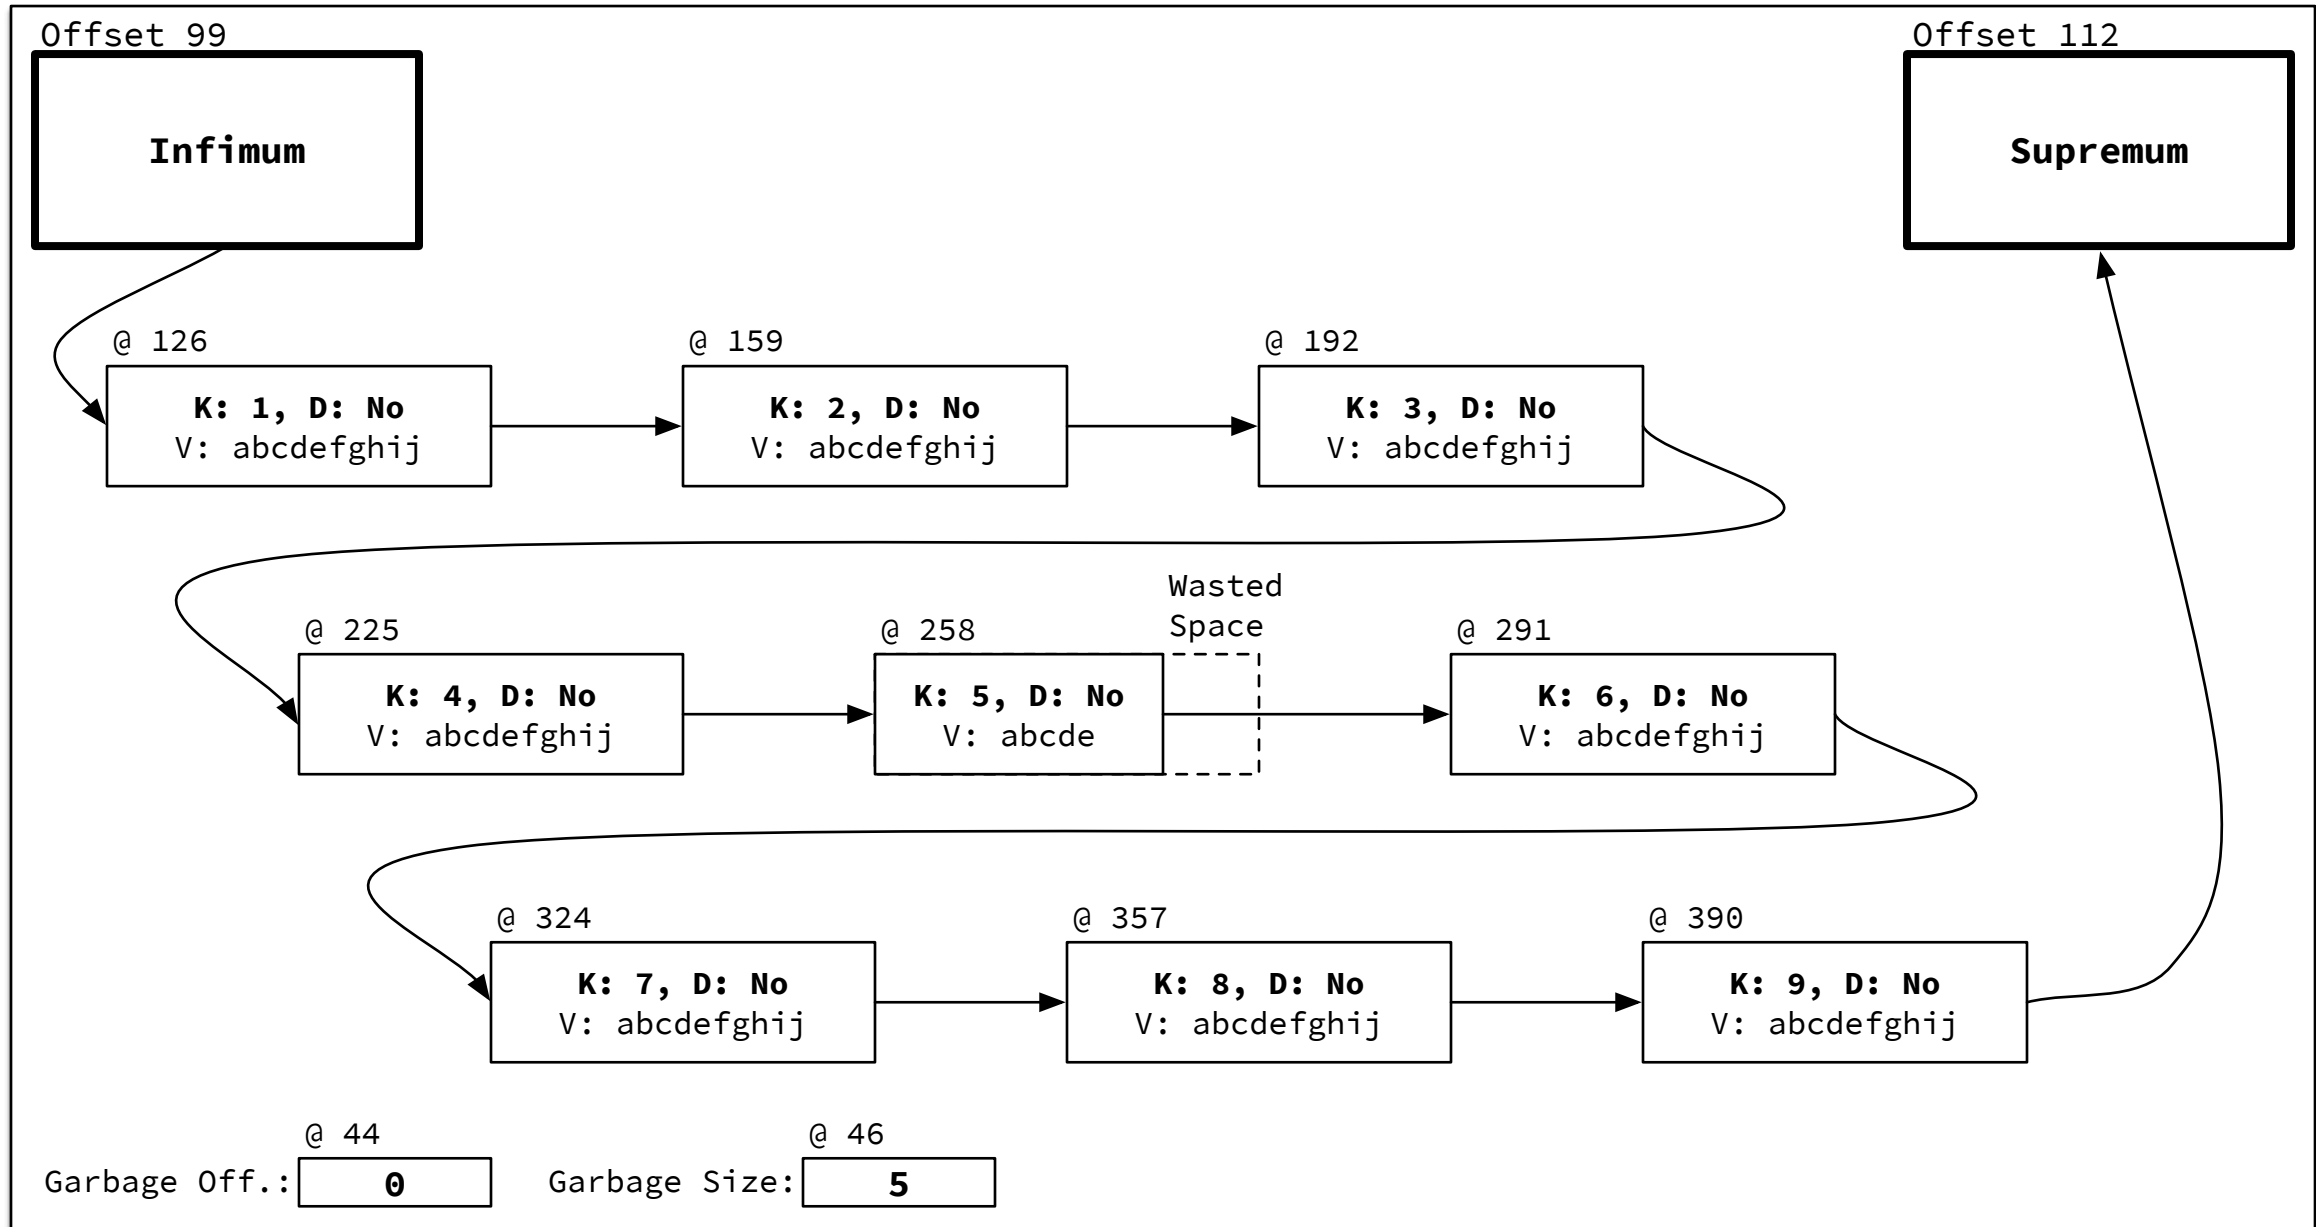 Offset 99
Offset 112
Infimum
Supremum
@ 126
@ 159
@ 192
K: 1, D: No
V: abcdefghij
K: 2, D: No
V: abcdefghij
K: 3, D: No
V: abcdefghij
Wasted
Space
@ 225
@ 258
@ 291
K: 4, D: No
V: abcdefghij
K: 5, D: No
V: abcde
K: 6, D: No
V: abcdefghij
@ 324
@ 357
@ 390
K: 7, D: No
V: abcdefghij
K: 8, D: No
V: abcdefghij
K: 9, D: No
V: abcdefghij
@ 44
@ 46
Garbage Off.: 0
Garbage Size: 5